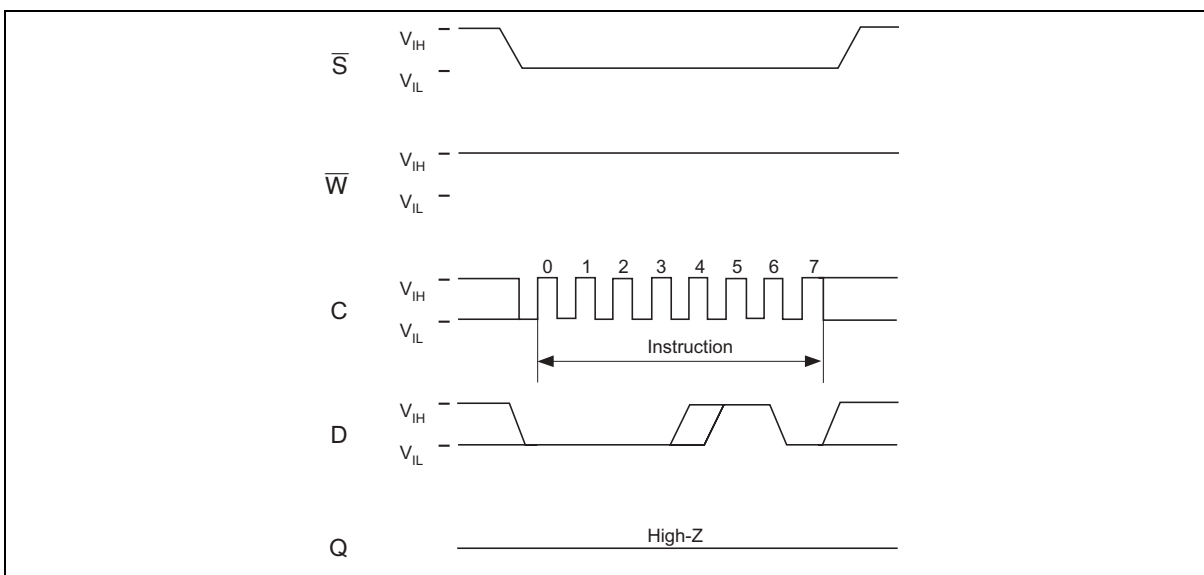 V_IH
S̅
V_IL
V_IH
W̅
V_IL
0 1 2 3 4 5 6 7
V_IH
C
V_IL
Instruction
V_IH
D
V_IL
High-Z
Q